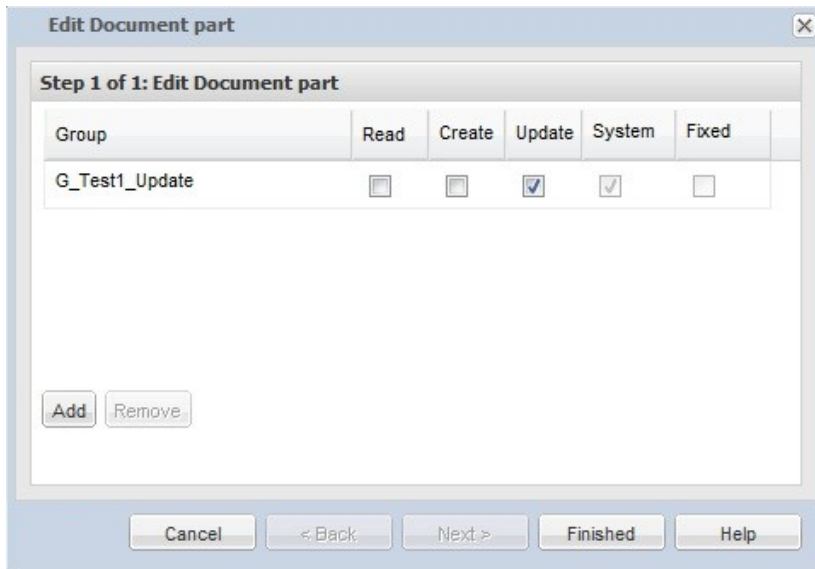 Edit Document part
Step 1 of 1: Edit Document part
Group Read Create Update System Fixed
G_Test1_Update
Add Remove
Cancel < Back Next > Finished Help